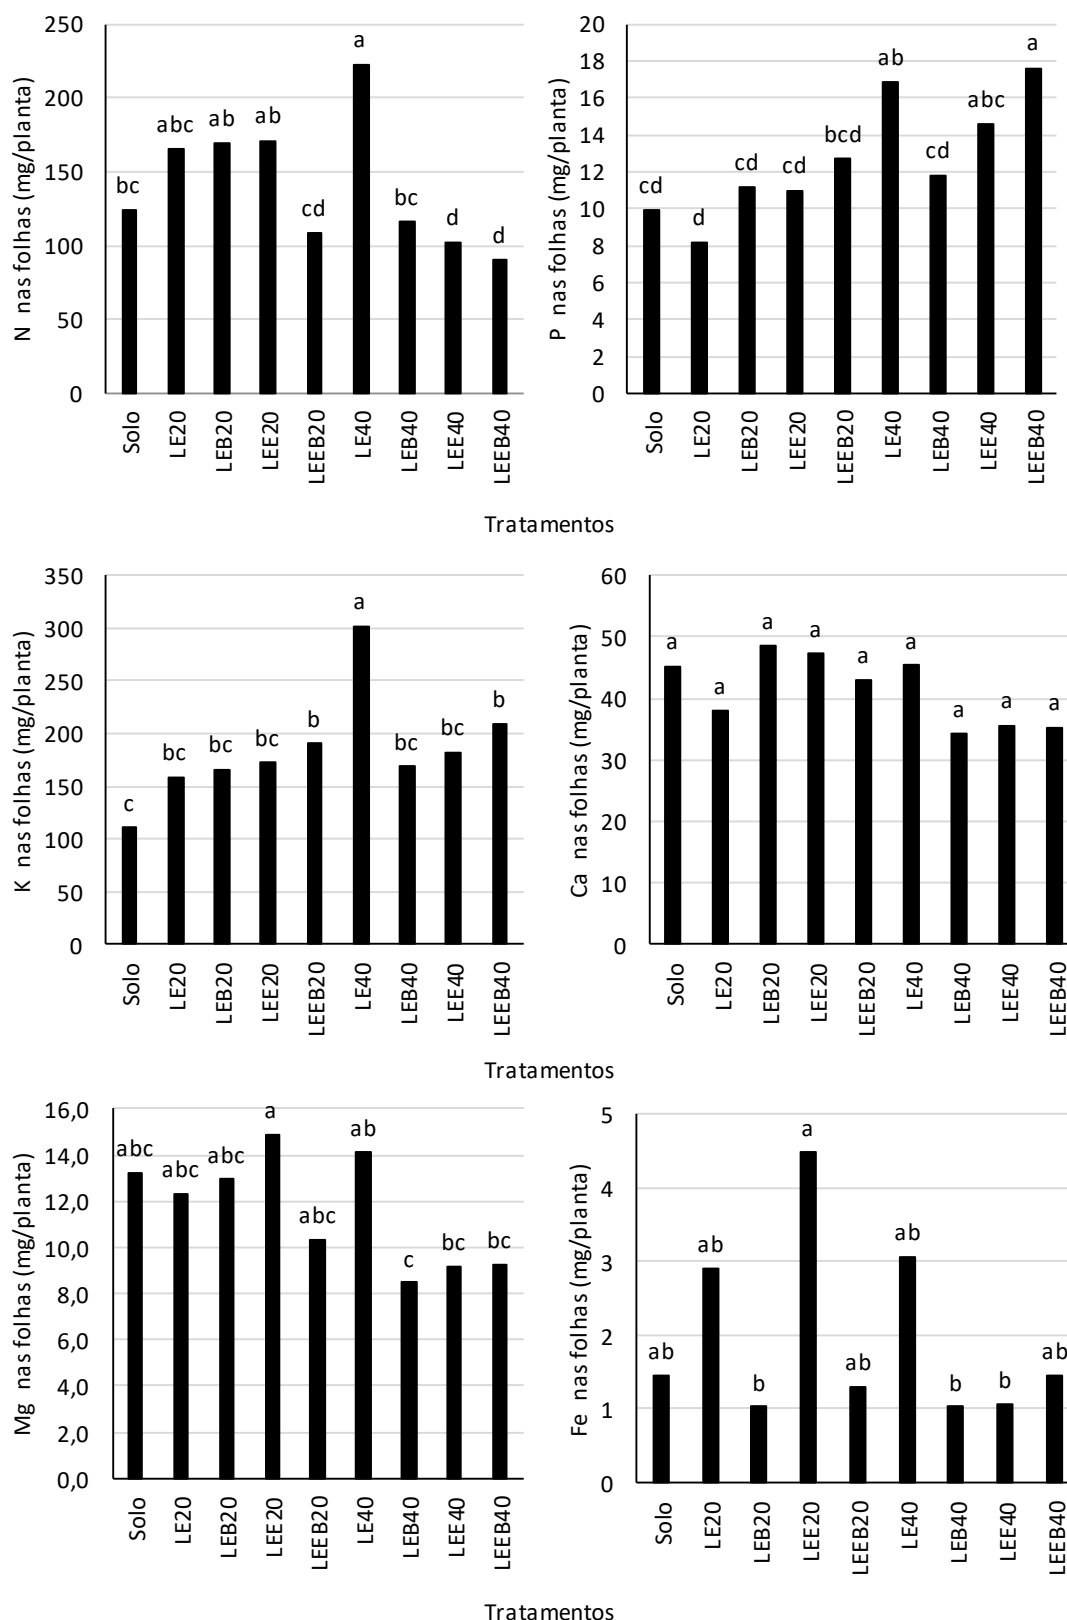 N nas folhas (mg/planta)
250
200
150
100
50
0
bc
abc
ab
ab
cd
a
bc
d
d
Solo
LE20
LEB20
LEE20
LEEB20
LE40
LEB40
LEE40
LEEB40
P nas folhas (mg/planta)
20
18
16
14
12
10
8
6
4
2
0
cd
d
cd
cd
bcd
ab
cd
abc
a
Solo
LE20
LEB20
LEE20
LEEB20
LE40
LEB40
LEE40
LEEB40
Tratamentos
K nas folhas (mg/planta)
350
300
250
200
150
100
50
0
c
bc
bc
bc
b
a
bc
bc
b
Solo
LE20
LEB20
LEE20
LEEB20
LE40
LEB40
LEE40
LEEB40
Ca nas folhas (mg/planta)
60
50
40
30
20
10
0
a
a
a
a
a
a
a
a
a
Solo
LE20
LEB20
LEE20
LEEB20
LE40
LEB40
LEE40
LEEB40
Tratamentos
Mg nas folhas (mg/planta)
16,0
14,0
12,0
10,0
8,0
6,0
4,0
2,0
0,0
abc
abc
abc
a
abc
ab
c
bc
bc
Solo
LE20
LEB20
LEE20
LEEB20
LE40
LEB40
LEE40
LEEB40
Fe nas folhas (mg/planta)
5
4
3
2
1
0
ab
ab
b
a
ab
ab
b
b
ab
Solo
LE20
LEB20
LEE20
LEEB20
LE40
LEB40
LEE40
LEEB40
Tratamentos